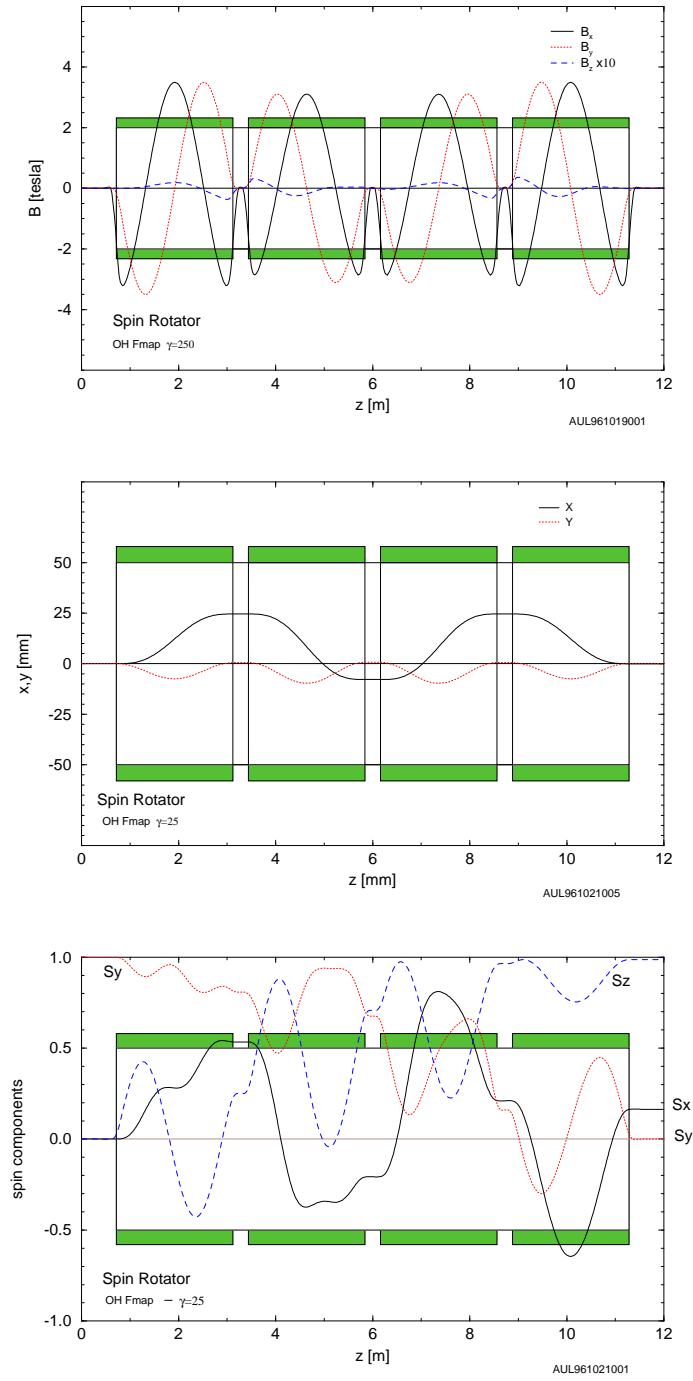 B_x
B_y
B_z x10
4
2
0
-2
-4
B [tesla]
Spin Rotator
OH Fmap γ=250
0 2 4 6 8 10 12
z [m]
AUL961019001
X
Y
50
25
0
-25
-50
x,y [mm]
Spin Rotator
OH Fmap γ=25
0 2 4 6 8 10 12
z [mm]
AUL961021005
1.0
0.5
0.0
-0.5
-1.0
spin components
Sy
Sz
Sx
Sy
Spin Rotator
OH Fmap – γ=25
0 2 4 6 8 10 12
z [m]
AUL961021001